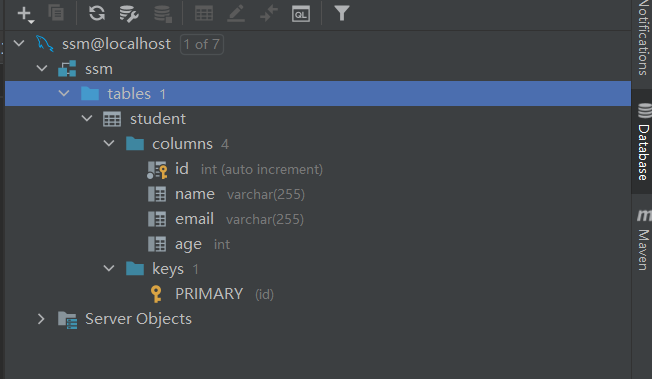 QL
ssm@localhost 1 of 7
ssm
tables 1
student
columns 4
id int (auto increment)
name varchar(255)
email varchar(255)
age int
keys 1
PRIMARY (id)
Server Objects
Notifications
Database
m
Maven